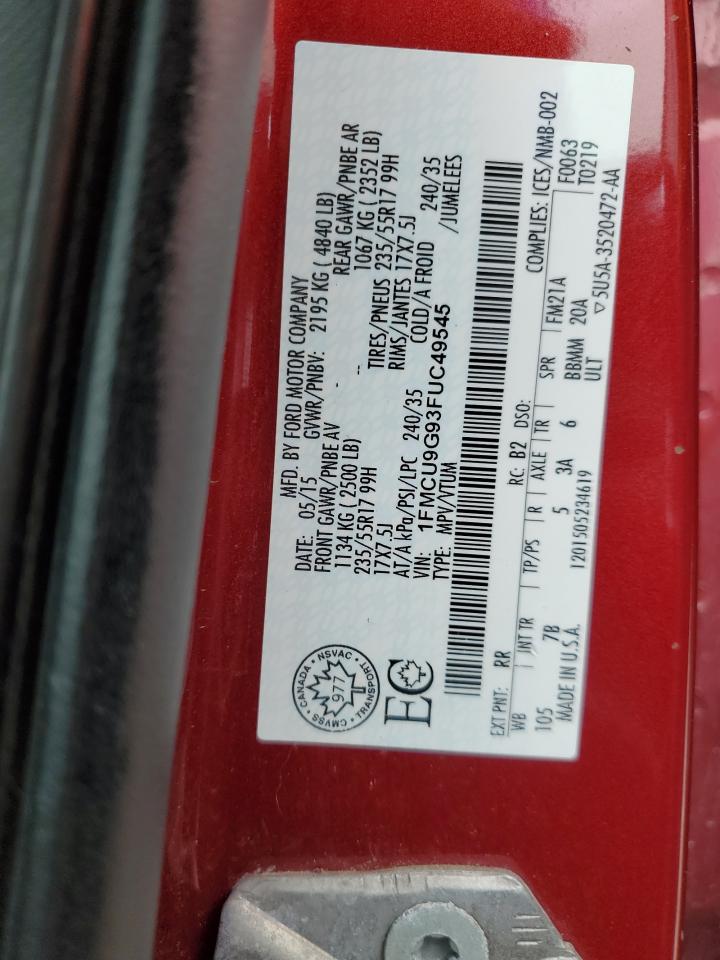 MFD. BY FORD MOTOR COMPANY
DATE: 05/15 GVWR/PNBV: 2195 KG ( 4840 LB)
FRONT GAWR/PNBE AV REAR GAWR/PNBE AR
1134 KG ( 2500 LB) -- 1067 KG ( 2352 LB)
235/55R17 99H TIRES/PNEUS 235/55R17 99H
17X7.5J RIMS/JANTES 17X7.5J
AT/A kPa/PSI/LPC 240/35 COLD/A FROID 240/35
VIN: 1FMCU9G93FUC49545 /JUMELEES
TYPE: MPV/VTUM
CANADA • NSVAC • TRANSPORT • CMVSS •
977
EC
EXT PNT: RR RC: B2 DSO: COMPLIES: ICES/NMB-002
WB INT TR TP/PS R AXLE TR SPR FM21A F0063
105 7B 5 3A 6 BBMM 20A T0219
MADE IN U.S.A. 1201505234619 ULT ▽5U5A-3520472-AA